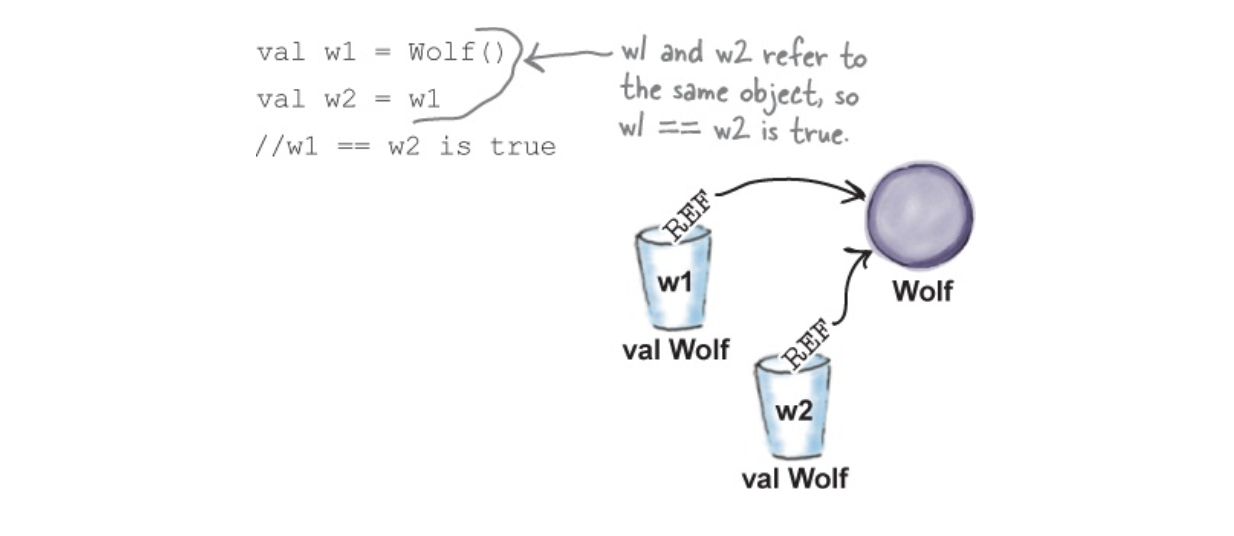 val w1 = Wolf()
val w2 = w1
//w1 == w2 is true
w1 and w2 refer to
the same object, so
w1 == w2 is true.
REF
w1
val Wolf
Wolf
REF
w2
val Wolf